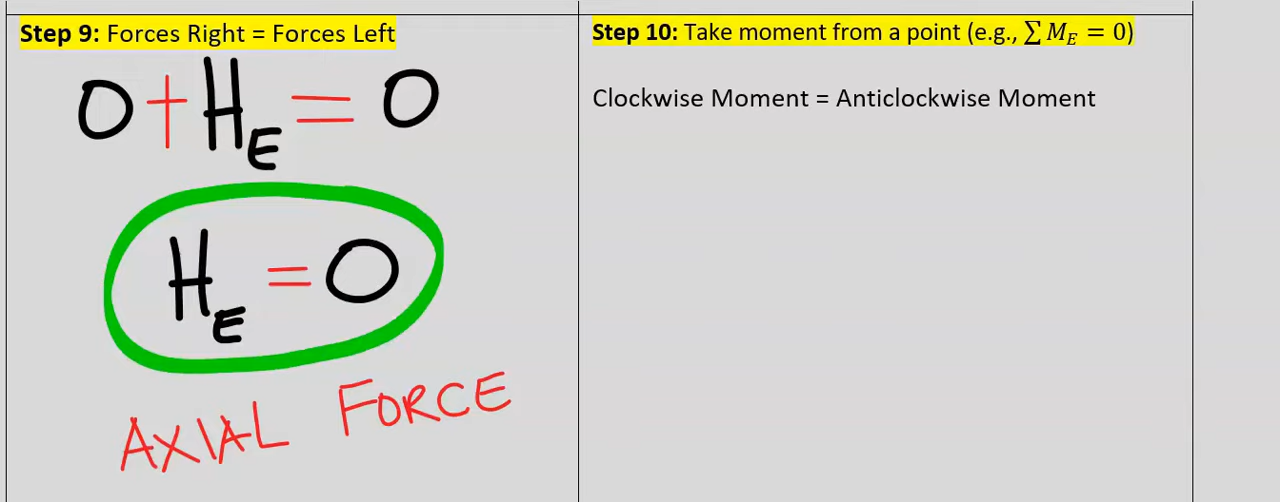 Step 9: Forces Right = Forces Left
0 + H_E = 0
H_E = 0
AXIAL FORCE
Step 10: Take moment from a point (e.g., ∑ M_E = 0)
Clockwise Moment = Anticlockwise Moment